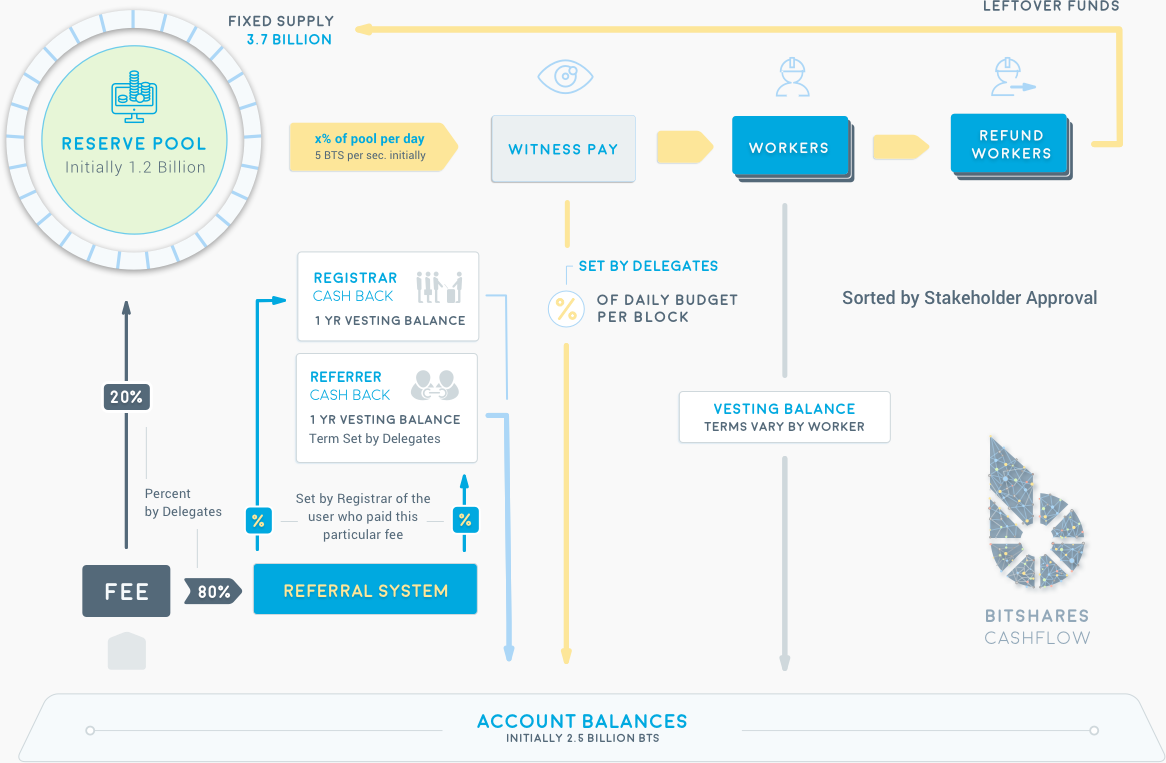 LEFTOVER FUNDS
FIXED SUPPLY
3.7 BILLION
RESERVE POOL
Initially 1.2 Billion
x% of pool per day
5 BTS per sec. initially
WITNESS PAY
WORKERS
REFUND
WORKERS
SET BY DELEGATES
%
OF DAILY BUDGET
PER BLOCK
Sorted by Stakeholder Approval
REGISTRAR
CASH BACK
1 YR VESTING BALANCE
REFERRER
CASH BACK
1 YR VESTING BALANCE
Term Set by Delegates
20%
Percent
by Delegates
%
Set by Registrar of the
user who paid this
particular fee
%
VESTING BALANCE
TERMS VARY BY WORKER
FEE
80%
REFERRAL SYSTEM
BITSHARES
CASHFLOW
ACCOUNT BALANCES
INITIALLY 2.5 BILLION BTS